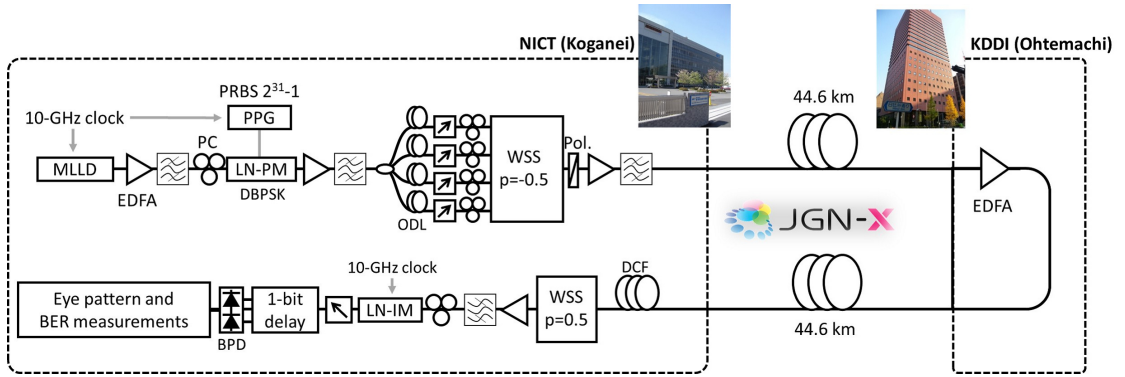 NICT (Koganei)
KDDI (Ohtemachi)
PRBS 2³¹-1
10-GHz clock
PPG
PC
44.6 km
MLLD
LN-PM
WSS
p=-0.5
Pol.
EDFA
DBPSK
ODL
EDFA
JGN-X
10-GHz clock
DCF
Eye pattern and
BER measurements
1-bit
delay
LN-IM
WSS
p=0.5
BPD
44.6 km